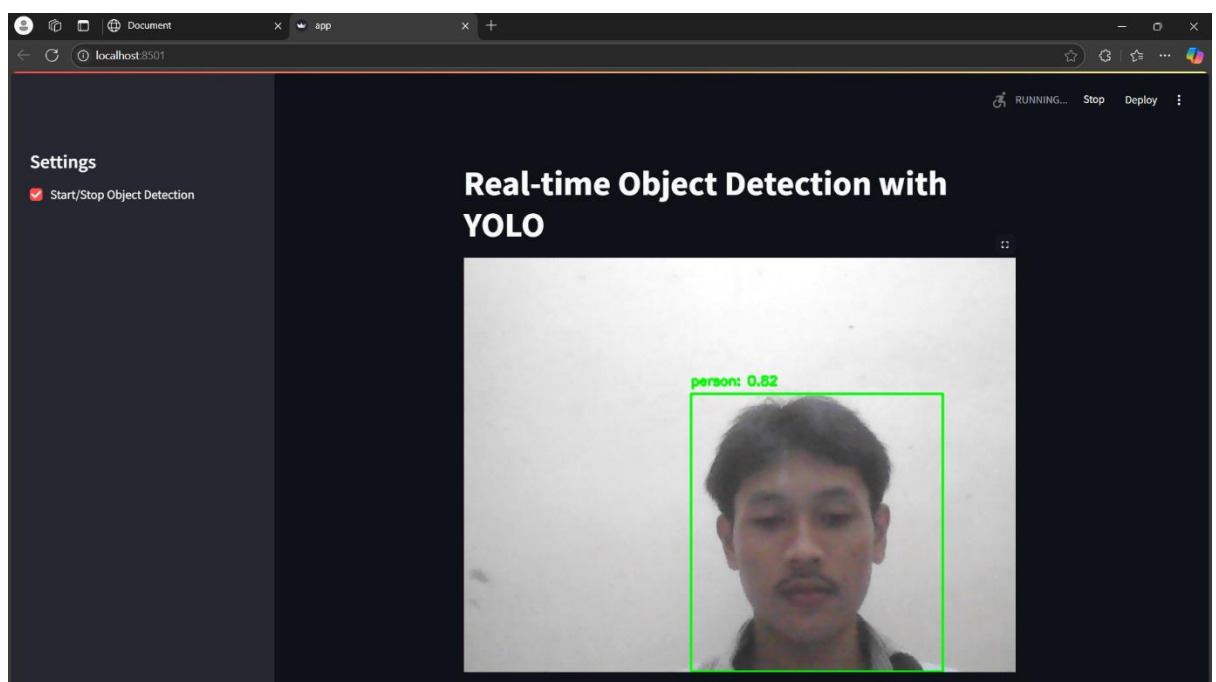 Document
app
localhost:8501
RUNNING...
Stop
Deploy
Settings
Start/Stop Object Detection
Real-time Object Detection with
YOLO
person: 0.82